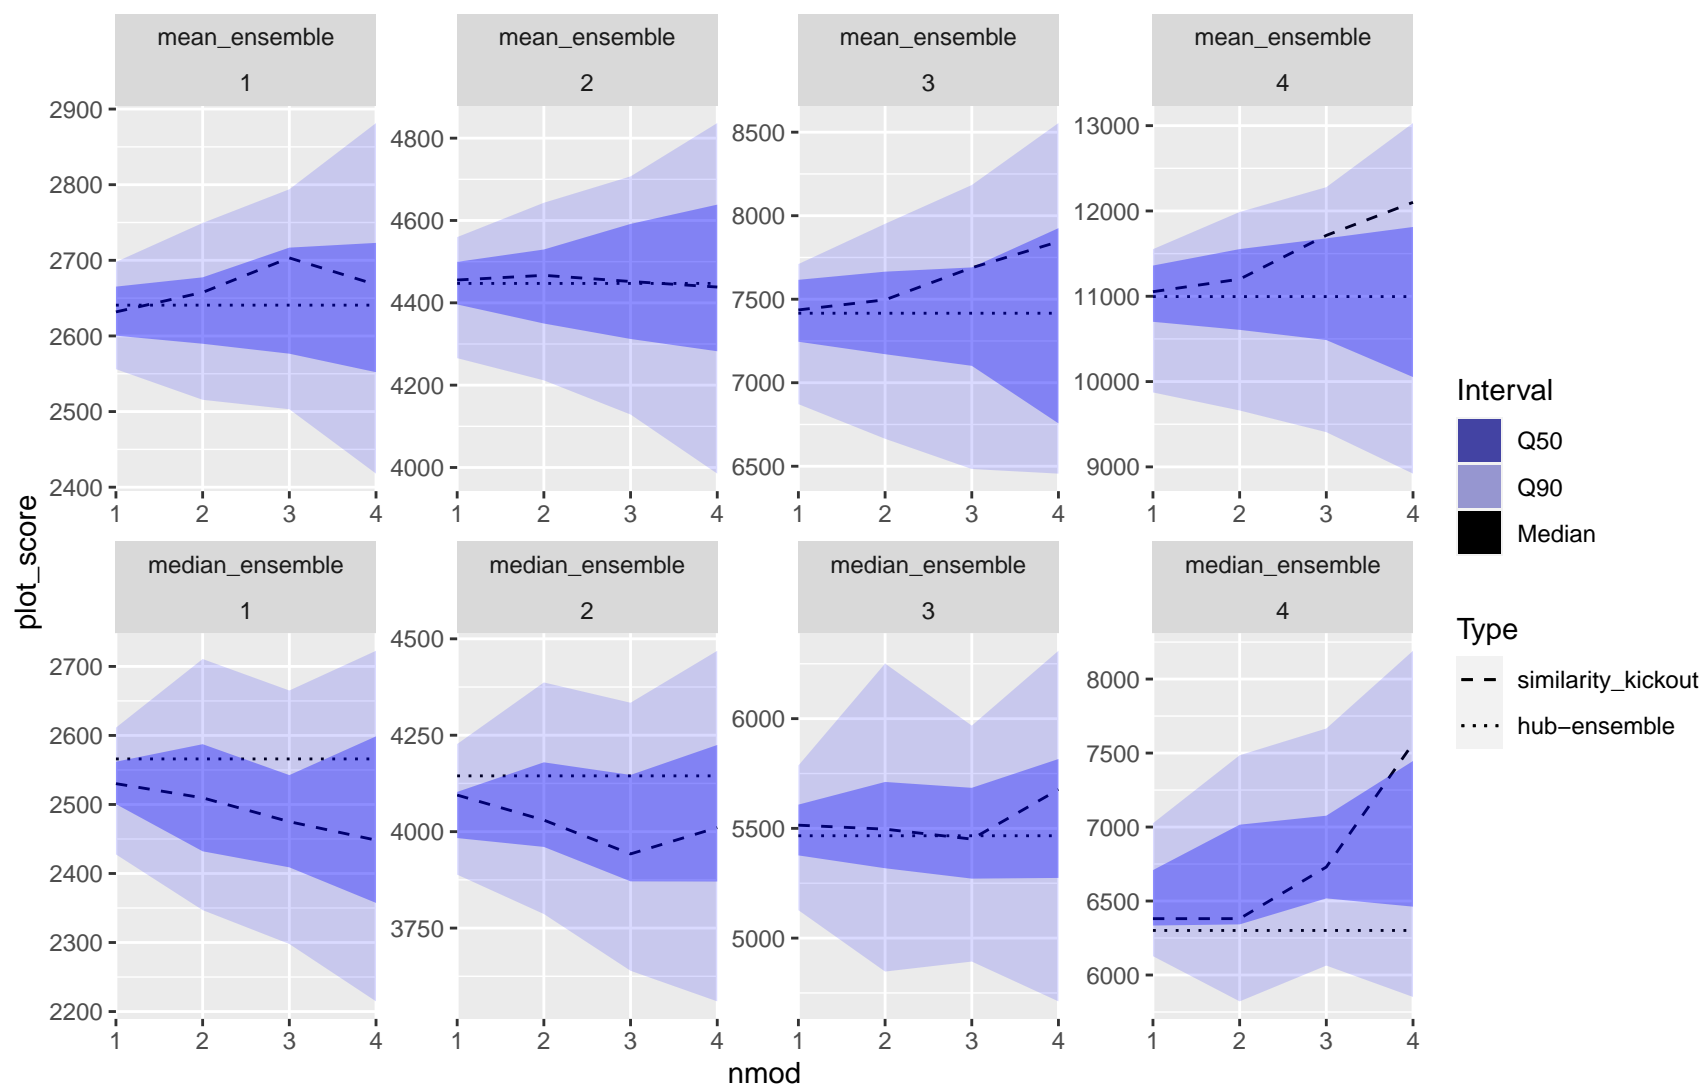 mean_ensemble
1
mean_ensemble
2
mean_ensemble
3
mean_ensemble
4
2900
2800
2700
2600
2500
2400
4800
4600
4400
4200
4000
8500
8000
7500
7000
6500
13000
12000
11000
10000
9000
1 2 3 4
1 2 3 4
1 2 3 4
1 2 3 4
median_ensemble
1
median_ensemble
2
median_ensemble
3
median_ensemble
4
2700
2600
2500
2400
2300
2200
4500
4250
4000
3750
6000
5500
5000
8000
7500
7000
6500
6000
1 2 3 4
1 2 3 4
1 2 3 4
1 2 3 4
plot_score
nmod
Interval
Q50
Q90
Median
Type
similarity_kickout
hub−ensemble